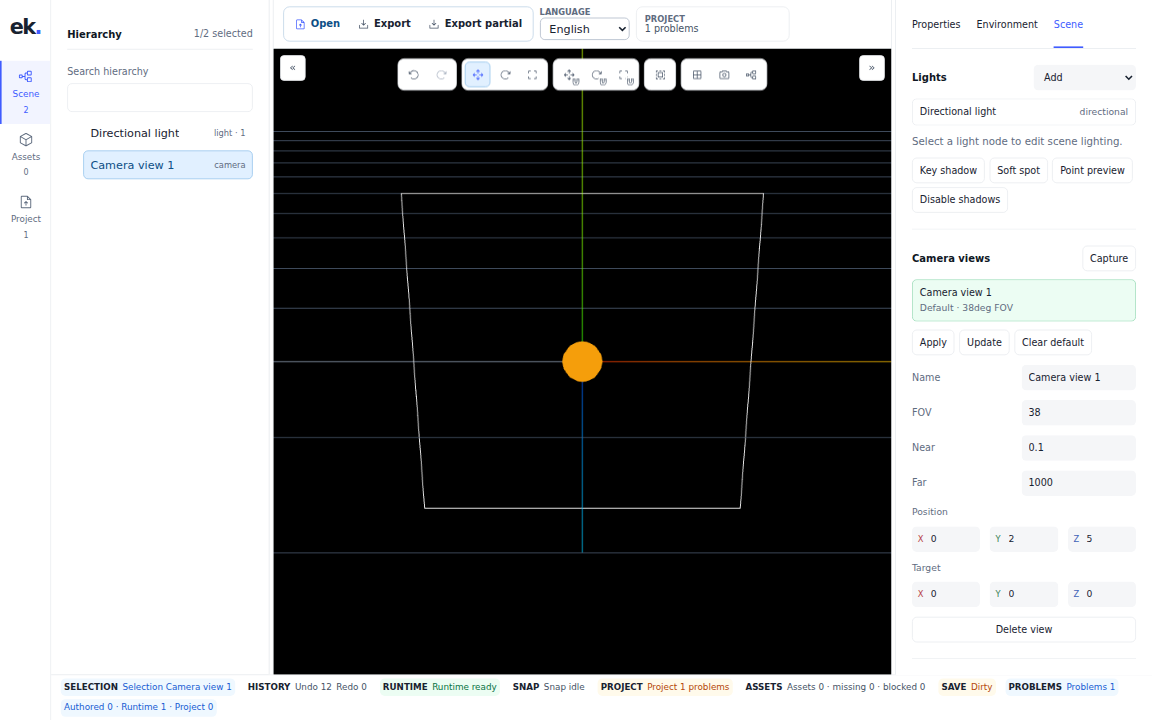 ek.
Scene
2
Assets
0
Project
1
Hierarchy
1/2 selected
Search hierarchy
Directional light
light · 1
Camera view 1
camera
Open
Export
Export partial
LANGUAGE
English
PROJECT
1 problems
«
»
Properties
Environment
Scene
Lights
Add
Directional light
directional
Select a light node to edit scene lighting.
Key shadow
Soft spot
Point preview
Disable shadows
Camera views
Capture
Camera view 1
Default · 38deg FOV
Apply
Update
Clear default
Name
Camera view 1
FOV
38
Near
0.1
Far
1000
Position
X 0
Y 2
Z 5
Target
X 0
Y 0
Z 0
Delete view
SELECTION Selection Camera view 1
HISTORY Undo 12 Redo 0
RUNTIME Runtime ready
SNAP Snap idle
PROJECT Project 1 problems
ASSETS Assets 0 · missing 0 · blocked 0
SAVE Dirty
PROBLEMS Problems 1
Authored 0 · Runtime 1 · Project 0